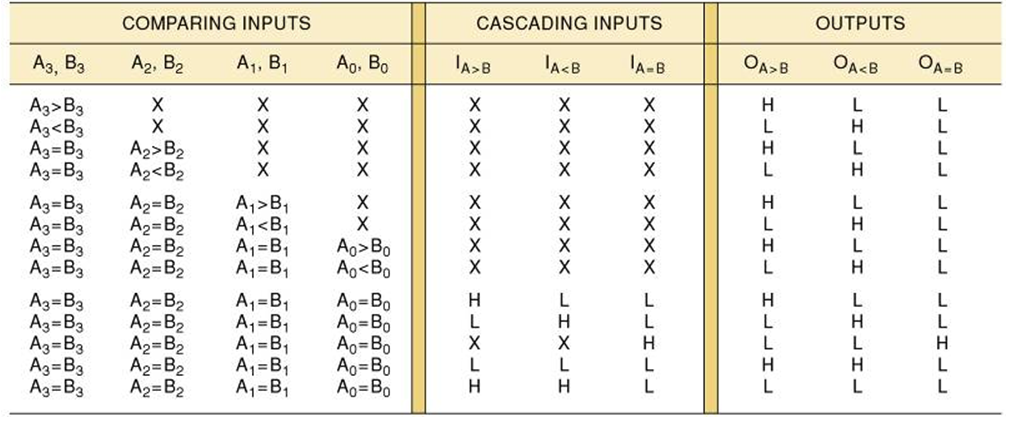 COMPARING INPUTS CASCADING INPUTS OUTPUTS
A3, B3 A2, B2 A1, B1 A0, B0 IA>B IA<B IA=B OA>B OA<B OA=B
A3>B3 X X X X X X H L L
A3<B3 X X X X X X L H L
A3=B3 A2>B2 X X X X X H L L
A3=B3 A2<B2 X X X X X L H L
A3=B3 A2=B2 A1>B1 X X X X H L L
A3=B3 A2=B2 A1<B1 X X X X L H L
A3=B3 A2=B2 A1=B1 A0>B0 X X X H L L
A3=B3 A2=B2 A1=B1 A0<B0 X X X L H L
A3=B3 A2=B2 A1=B1 A0=B0 H L L H L L
A3=B3 A2=B2 A1=B1 A0=B0 L H L L H L
A3=B3 A2=B2 A1=B1 A0=B0 X X H L L H
A3=B3 A2=B2 A1=B1 A0=B0 L L L H H L
A3=B3 A2=B2 A1=B1 A0=B0 H H L L L L